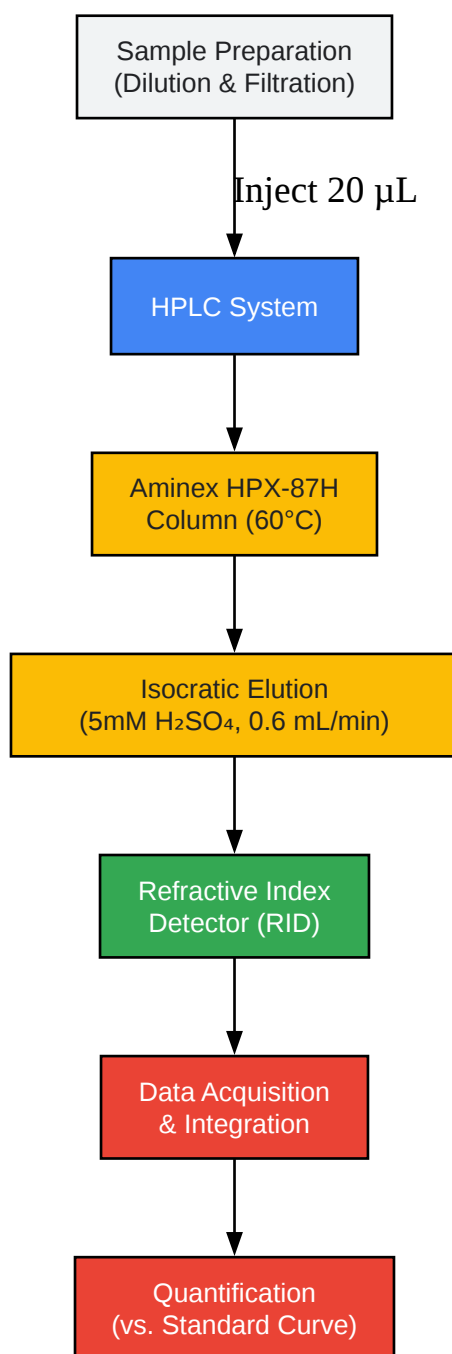 Sample Preparation
(Dilution & Filtration)
Inject 20 µL
HPLC System
Aminex HPX-87H
Column (60°C)
Isocratic Elution
(5mM H₂SO₄, 0.6 mL/min)
Refractive Index
Detector (RID)
Data Acquisition
& Integration
Quantification
(vs. Standard Curve)